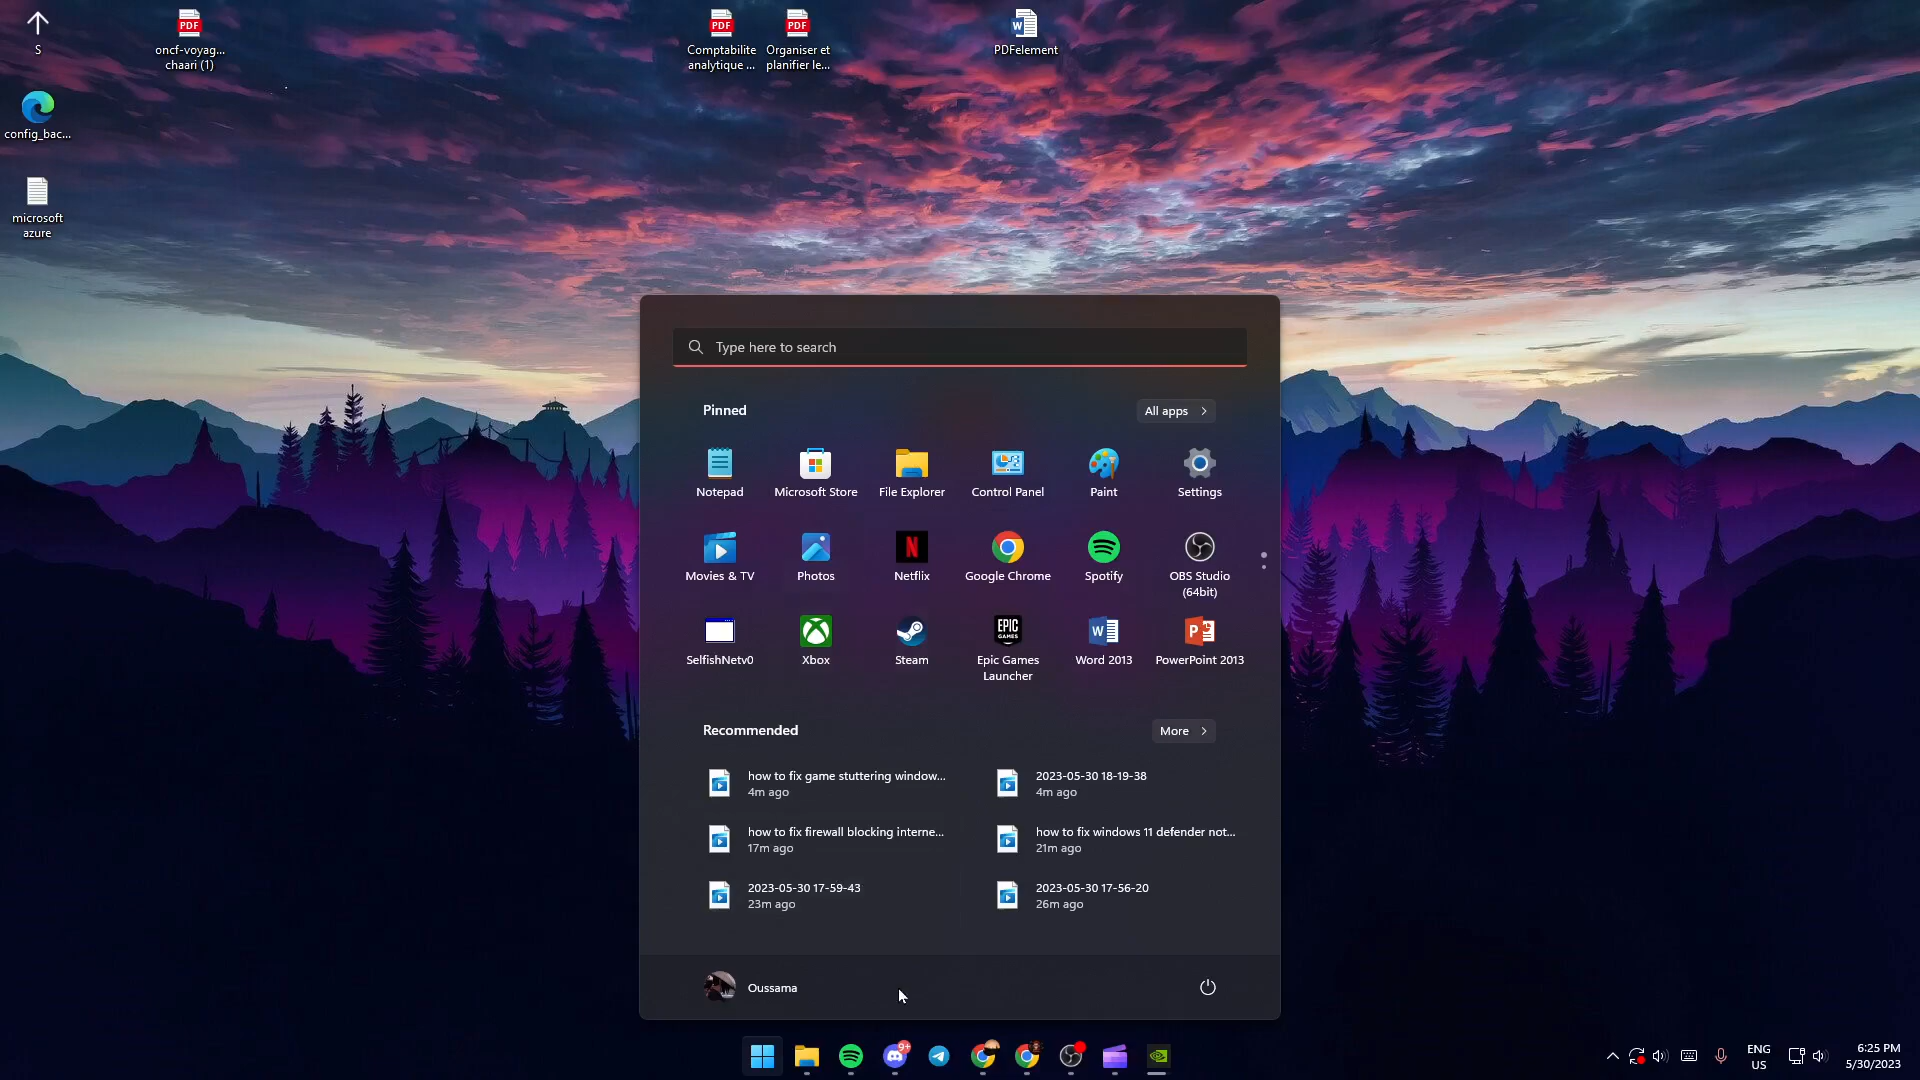 S
oncf-voyag...
chaari (1)
Comptabilite
analytique ...
Organiser et
planifier le...
PDFelement
config_bac...
microsoft
azure
Type here to search
Pinned
All apps
Notepad
Microsoft Store
File Explorer
Control Panel
Paint
Settings
Movies & TV
Photos
Netflix
Google Chrome
Spotify
OBS Studio
(64bit)
SelfishNetv0
Xbox
Steam
Epic Games
Launcher
Word 2013
PowerPoint 2013
Recommended
More
how to fix game stuttering window...
4m ago
2023-05-30 18-19-38
4m ago
how to fix firewall blocking interne...
17m ago
how to fix windows 11 defender not...
21m ago
2023-05-30 17-59-43
23m ago
2023-05-30 17-56-20
26m ago
Oussama
9+
ENG
US
6:25 PM
5/30/2023